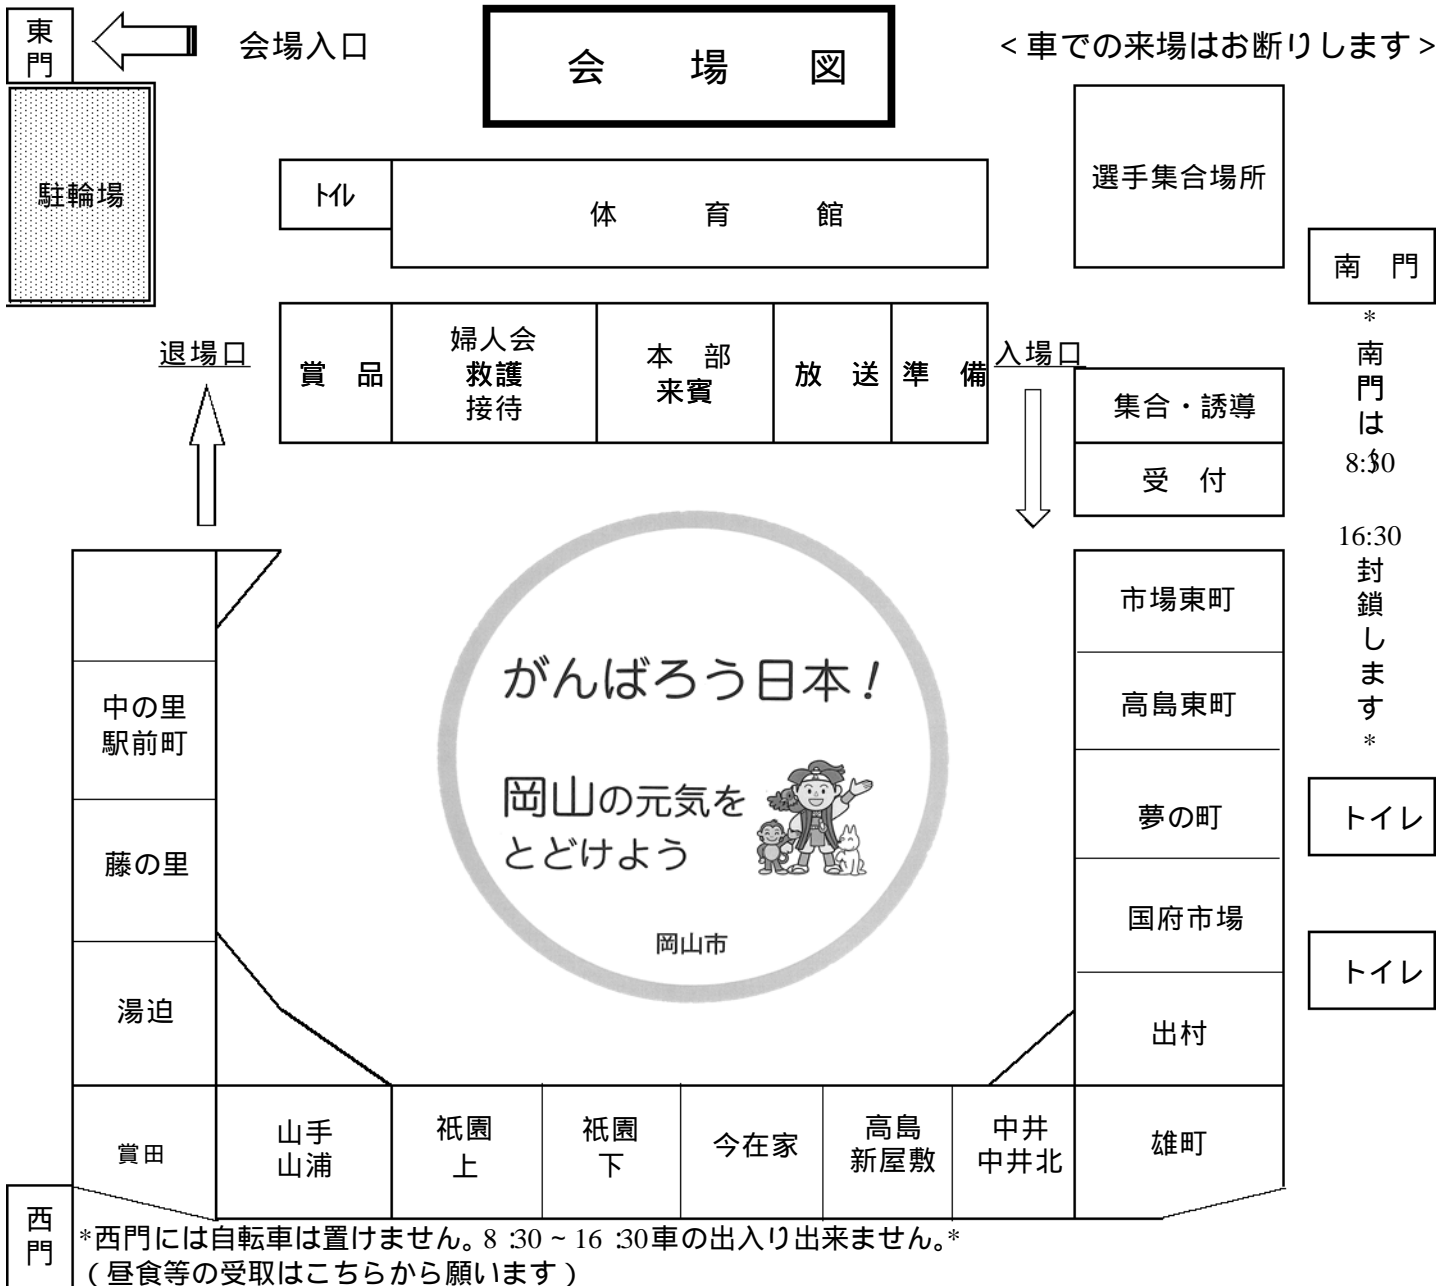 東門
会場入口
会 場 図
<車での来場はお断りします>
駐輪場
トイレ
体 育 館
選手集合場所
南 門
退場口
賞 品
婦人会
救護
接待
本 部
来賓
放 送
準 備
入場口
集合・誘導
受 付
*南門は8:30
16:30封鎖します*
市場東町
高島東町
夢の町
国府市場
出村
中の里
駅前町
藤の里
湯迫
がんばろう日本!
岡山の元気を
とどけよう
岡山市
トイレ
トイレ
賞田
山手
山浦
祇園
上
祇園
下
今在家
高島
新屋敷
中井
中井北
雄町
西門
*西門には自転車は置けません。8:30~16:30車の出入り出来ません。*
(昼食等の受取はこちらから願います)